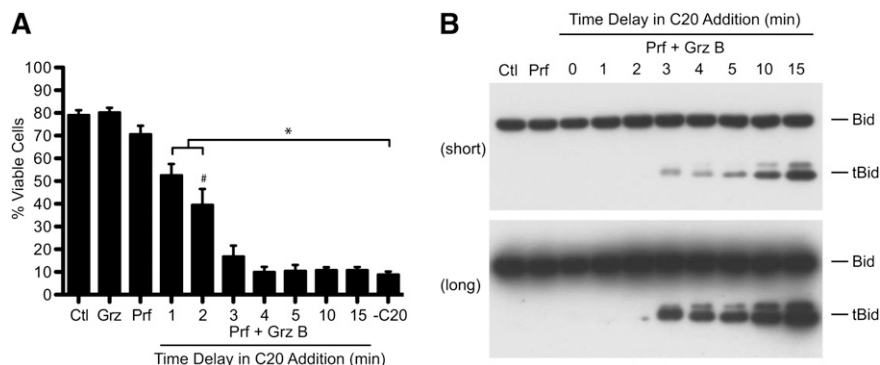 A
% Viable Cells
100
90
80
70
60
50
40
30
20
10
0
*
#
Ctl Grz Prf 1 2 3 4 5 10 15 -C20
Prf + Grz B
Time Delay in C20 Addition (min)
B
Time Delay in C20 Addition (min)
Prf + Grz B
Ctl Prf 0 1 2 3 4 5 10 15
(short)
Bid
tBid
(long)
Bid
tBid